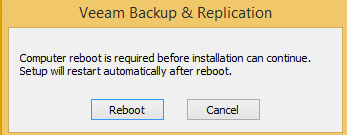 Veeam Backup & Replication
Computer reboot is required before installation can continue.
Setup will restart automatically after reboot.
Reboot
Cancel